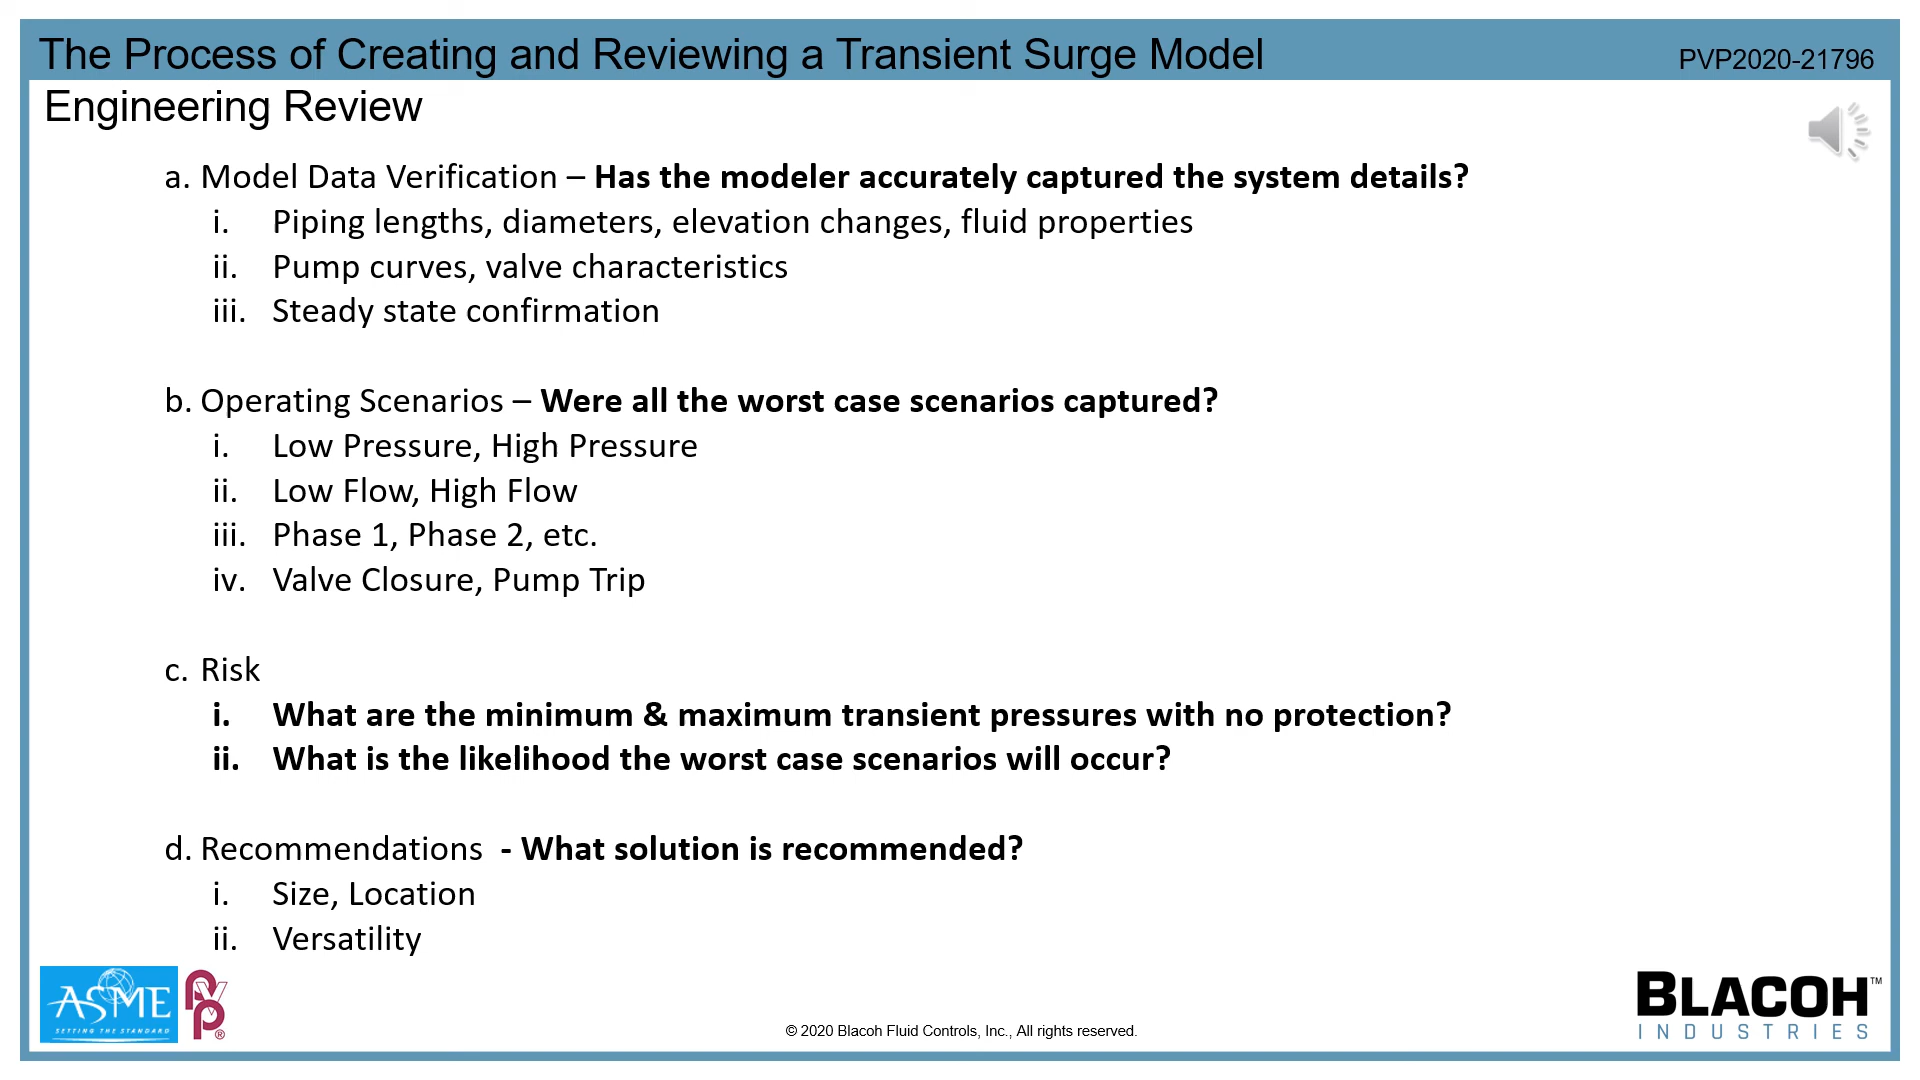 The Process of Creating and Reviewing a Transient Surge Model
PVP2020-21796
Engineering Review
a. Model Data Verification – Has the modeler accurately captured the system details?
i. Piping lengths, diameters, elevation changes, fluid properties
ii. Pump curves, valve characteristics
iii. Steady state confirmation
b. Operating Scenarios – Were all the worst case scenarios captured?
i. Low Pressure, High Pressure
ii. Low Flow, High Flow
iii. Phase 1, Phase 2, etc.
iv. Valve Closure, Pump Trip
c. Risk
i. What are the minimum & maximum transient pressures with no protection?
ii. What is the likelihood the worst case scenarios will occur?
d. Recommendations - What solution is recommended?
i. Size, Location
ii. Versatility
ASME
SETTING THE STANDARD
PVP®
© 2020 Blacoh Fluid Controls, Inc., All rights reserved.
BLACOH™
INDUSTRIES